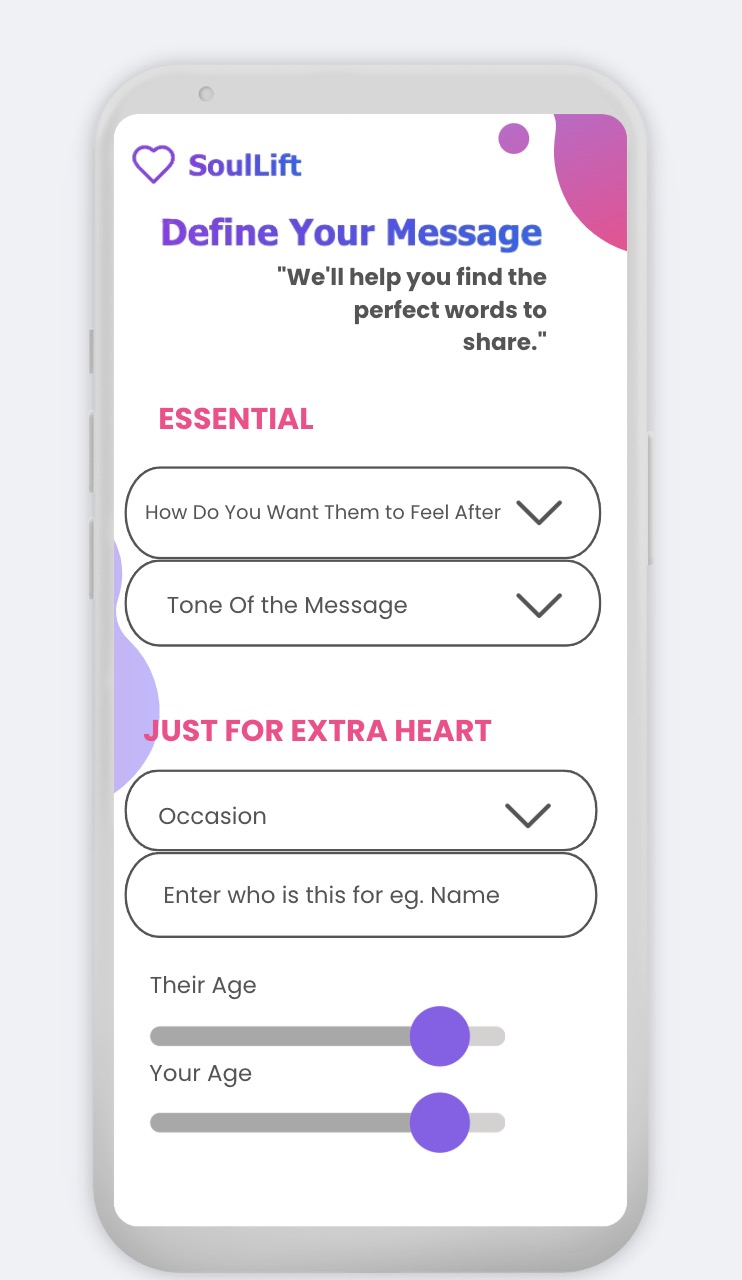 SoulLift
Define Your Message
"We'll help you find the
perfect words to
share."
ESSENTIAL
How Do You Want Them to Feel After
Tone Of the Message
JUST FOR EXTRA HEART
Occasion
Enter who is this for eg. Name
Their Age
Your Age